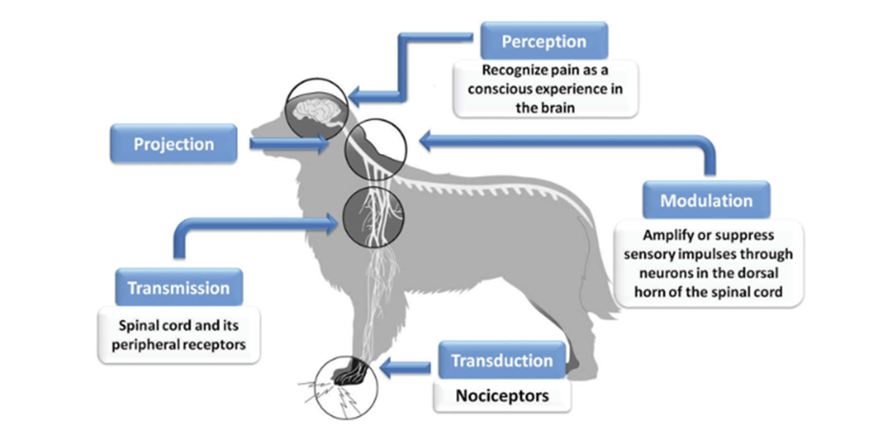 Perception
Recognize pain as a
conscious experience in
the brain
Projection
Modulation
Amplify or suppress
sensory impulses through
neurons in the dorsal
horn of the spinal cord
Transmission
Spinal cord and its
peripheral receptors
Transduction
Nociceptors